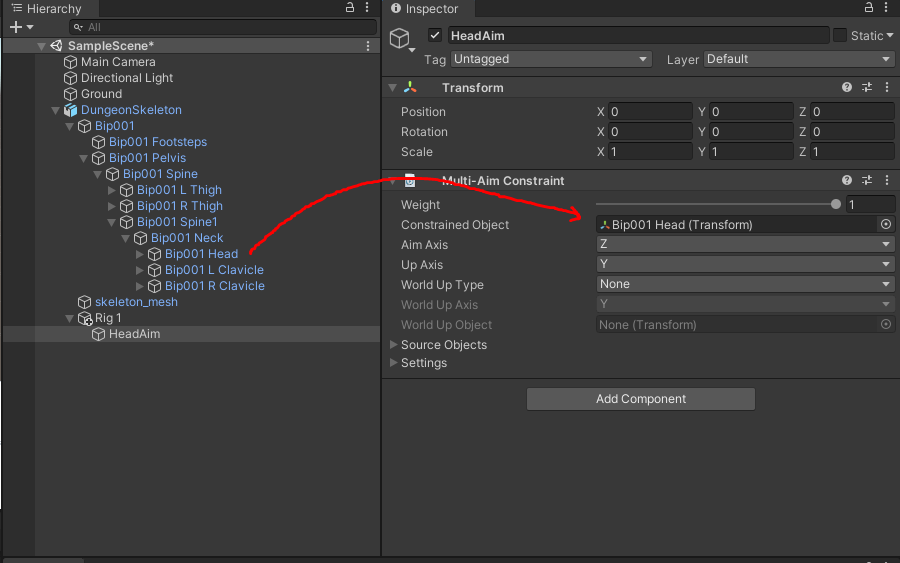 Hierarchy
All
SampleScene*
Main Camera
Directional Light
Ground
DungeonSkeleton
Bip001
Bip001 Footsteps
Bip001 Pelvis
Bip001 Spine
Bip001 L Thigh
Bip001 R Thigh
Bip001 Spine1
Bip001 Neck
Bip001 Head
Bip001 L Clavicle
Bip001 R Clavicle
skeleton_mesh
Rig 1
HeadAim
Inspector
HeadAim Static
Tag Untagged Layer Default
Transform
Position X 0 Y 0 Z 0
Rotation X 0 Y 0 Z 0
Scale X 1 Y 1 Z 1
Multi-Aim Constraint
Weight 1
Constrained Object Bip001 Head (Transform)
Aim Axis Z
Up Axis Y
World Up Type None
World Up Axis Y
World Up Object None (Transform)
Source Objects
Settings
Add Component